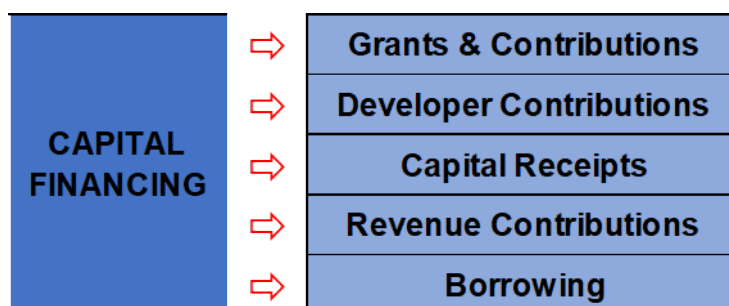 CAPITAL
FINANCING
Grants & Contributions
Developer Contributions
Capital Receipts
Revenue Contributions
Borrowing